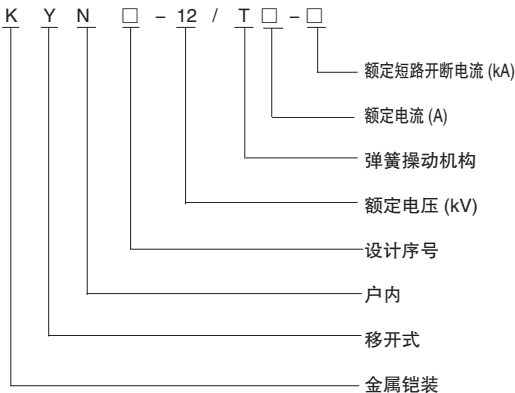 K Y N □ - 12 / T □ - □
额定短路开断电流 (kA)
额定电流 (A)
弹簧操动机构
额定电压 (kV)
设计序号
户内
移开式
金属铠装